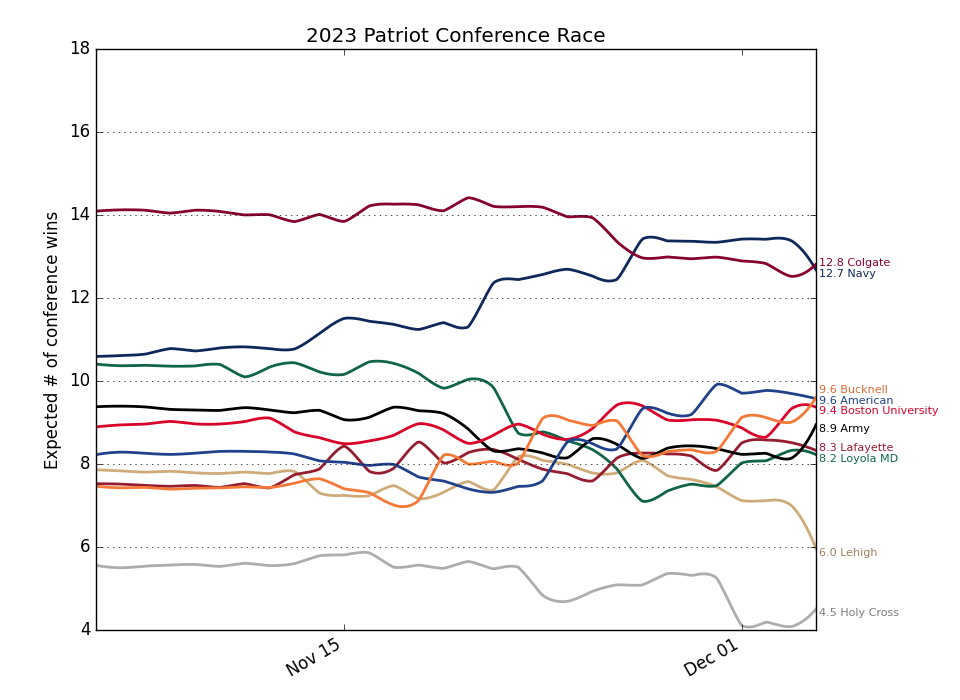 2023 Patriot Conference Race
Expected # of conference wins
18
16
14
12
10
8
6
4
Nov 15
Dec 01
12.8 Colgate
12.7 Navy
9.6 Bucknell
9.6 American
9.4 Boston University
8.9 Army
8.3 Lafayette
8.2 Loyola MD
6.0 Lehigh
4.5 Holy Cross